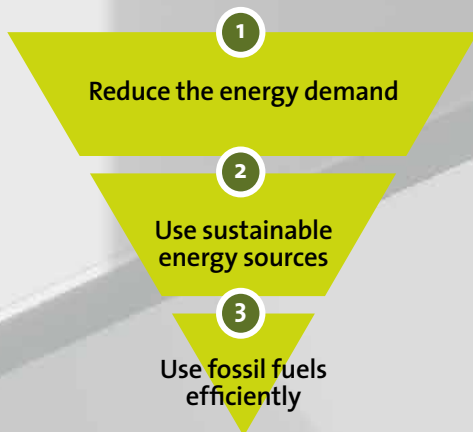 1
Reduce the energy demand
2
Use sustainable
energy sources
3
Use fossil fuels
efficiently